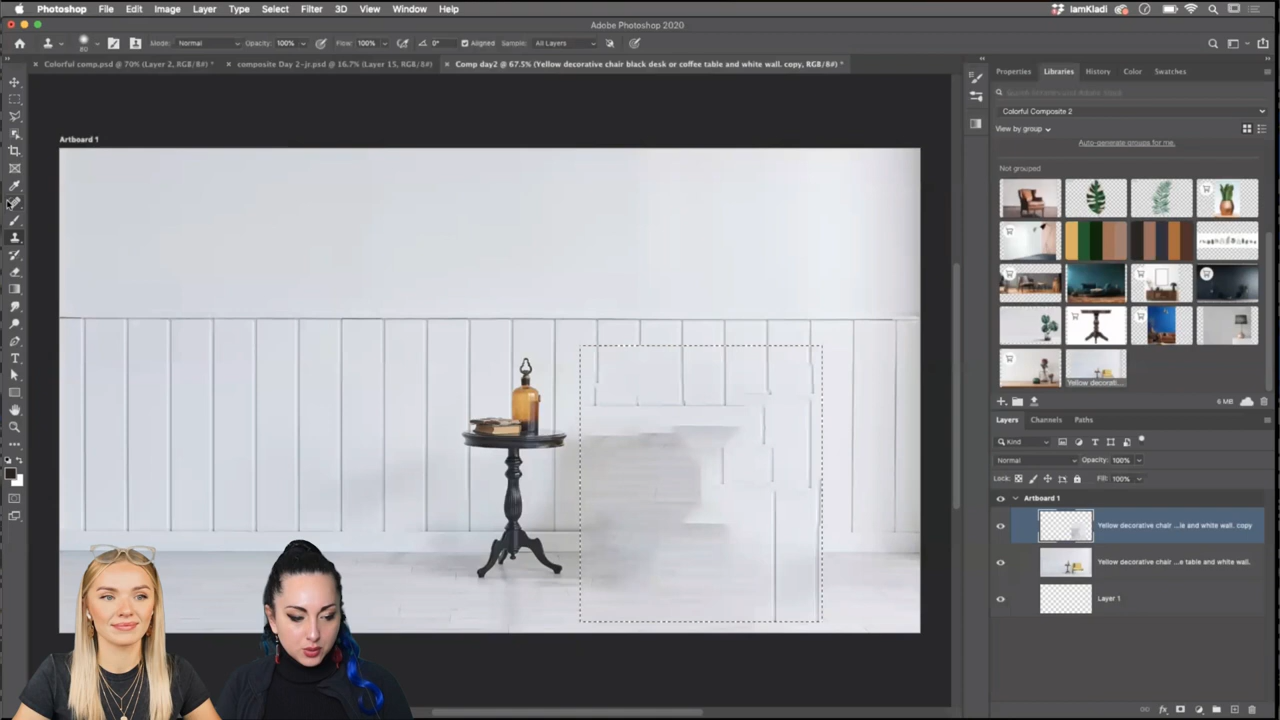 Photoshop File Edit Image Layer Type Select Filter 3D View Window Help IamKladi
Adobe Photoshop 2020
80 Mode: Normal Opacity: 100% Flow: 100% 0° Aligned Sample: All Layers
Colorful comp.psd @ 70% (Layer 2, RGB/8#) * composite Day 2-jr.psd @ 16.7% (Layer 15, RGB/8#) Comp day2 @ 67.5% (Yellow decorative chair black desk or coffee table and white wall. copy, RGB/8#) *
Properties Libraries History Color Swatches
Colorful Composite 2
View by group
Auto-generate groups for me.
Artboard 1
Not grouped
Yellow decorati...
6 MB
Layers Channels Paths
Kind
Normal Opacity: 100%
Lock: Fill: 100%
Artboard 1
Yellow decorative chair ...le and white wall. copy
Yellow decorative chair ...e table and white wall.
Layer 1